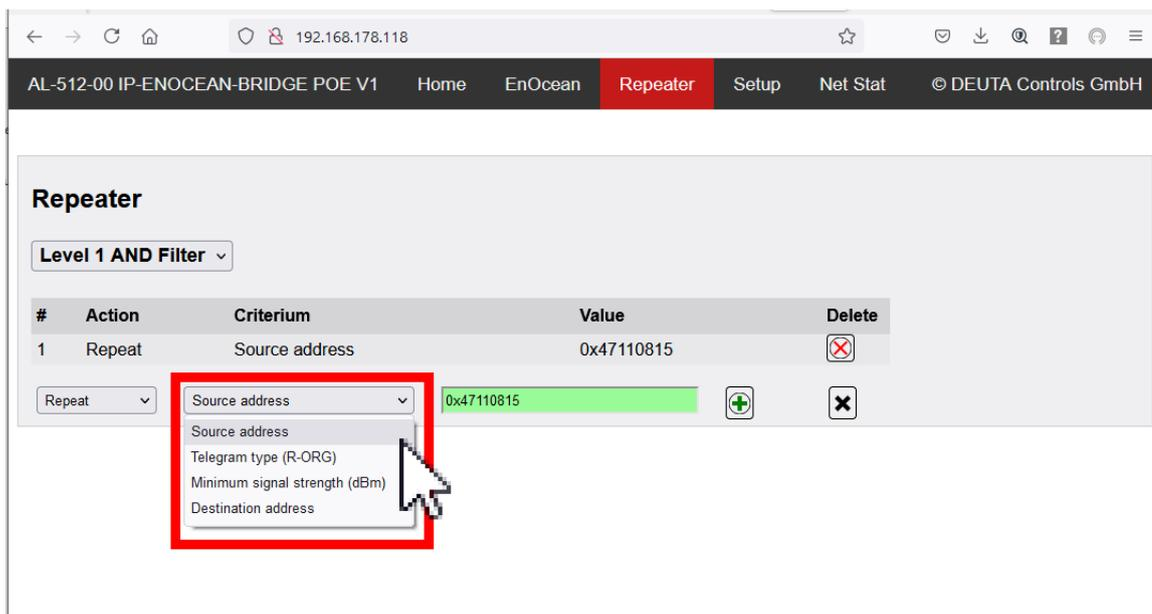 192.168.178.118
AL-512-00 IP-ENOCEAN-BRIDGE POE V1 Home EnOcean Repeater Setup Net Stat © DEUTA Controls GmbH
Repeater
Level 1 AND Filter
# Action Criterium Value Delete
1 Repeat Source address 0x47110815
Repeat Source address 0x47110815
Source address
Telegram type (R-ORG)
Minimum signal strength (dBm)
Destination address